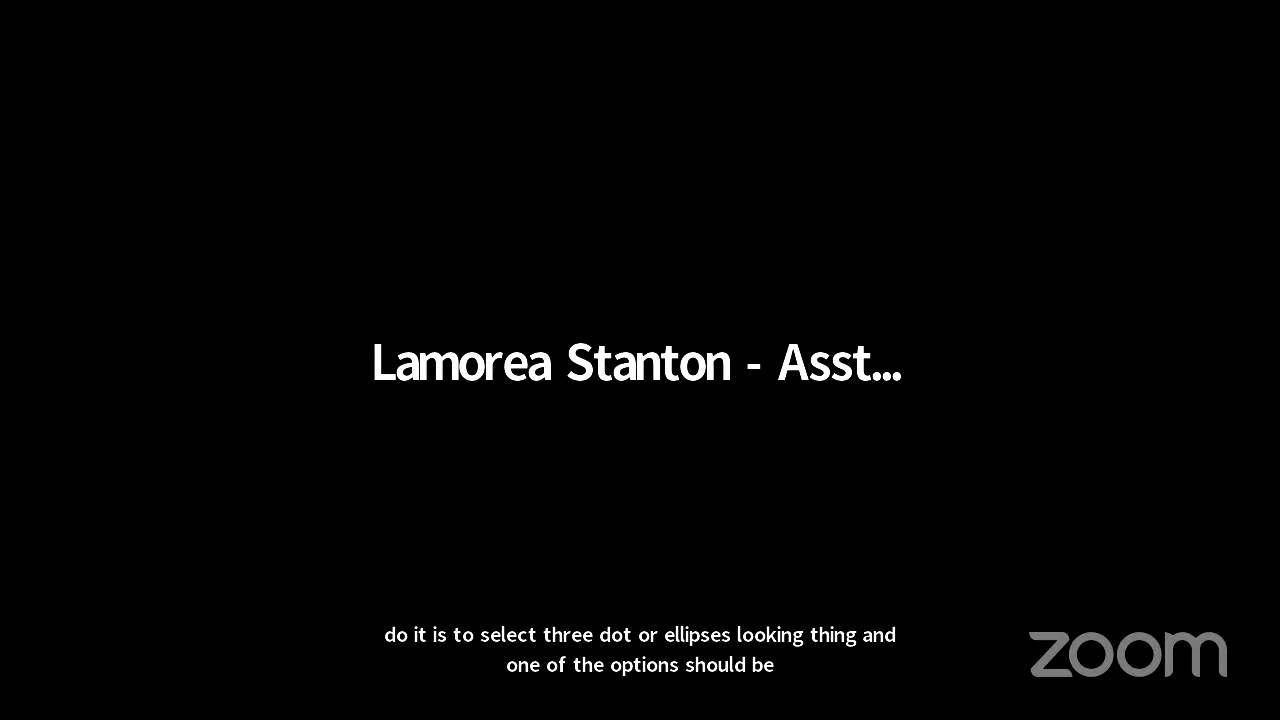 Lamorea Stanton - Asst...
do it is to select three dot or ellipses looking thing and
one of the options should be
zoom